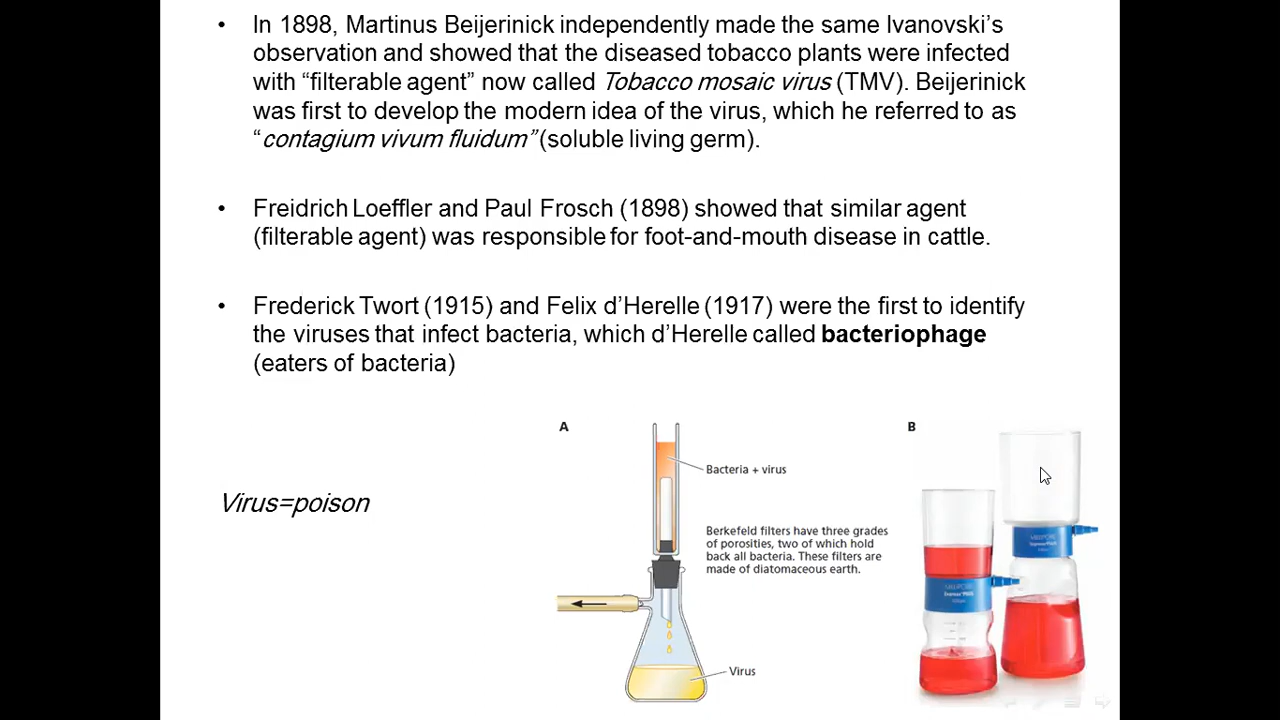 • In 1898, Martinus Beijerinick independently made the same Ivanovski’s
observation and showed that the diseased tobacco plants were infected
with “filterable agent” now called Tobacco mosaic virus (TMV). Beijerinick
was first to develop the modern idea of the virus, which he referred to as
“contagium vivum fluidum” (soluble living germ).
• Freidrich Loeffler and Paul Frosch (1898) showed that similar agent
(filterable agent) was responsible for foot-and-mouth disease in cattle.
• Frederick Twort (1915) and Felix d’Herelle (1917) were the first to identify
the viruses that infect bacteria, which d’Herelle called bacteriophage
(eaters of bacteria)
Virus=poison
A
Bacteria + virus
Berkefeld filters have three grades
of porosities, two of which hold
back all bacteria. These filters are
made of diatomaceous earth.
Virus
B